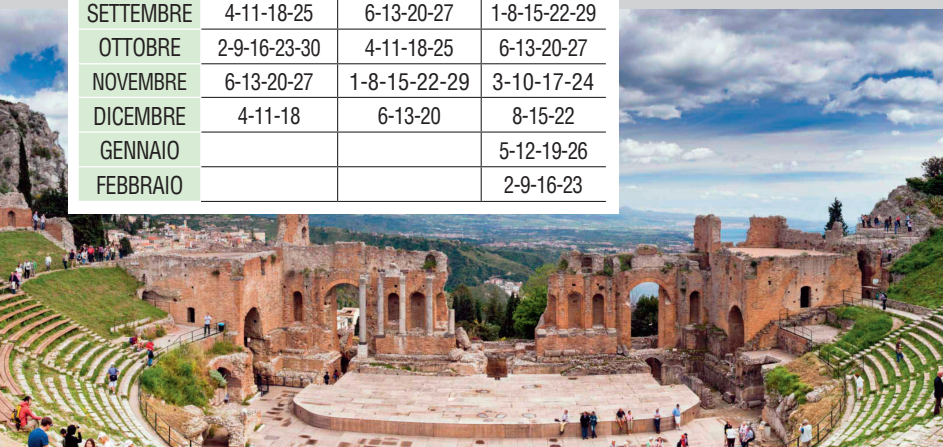 SETTEMBRE 4-11-18-25 6-13-20-27 1-8-15-22-29
OTTOBRE 2-9-16-23-30 4-11-18-25 6-13-20-27
NOVEMBRE 6-13-20-27 1-8-15-22-29 3-10-17-24
DICEMBRE 4-11-18 6-13-20 8-15-22
GENNAIO 5-12-19-26
FEBBRAIO 2-9-16-23